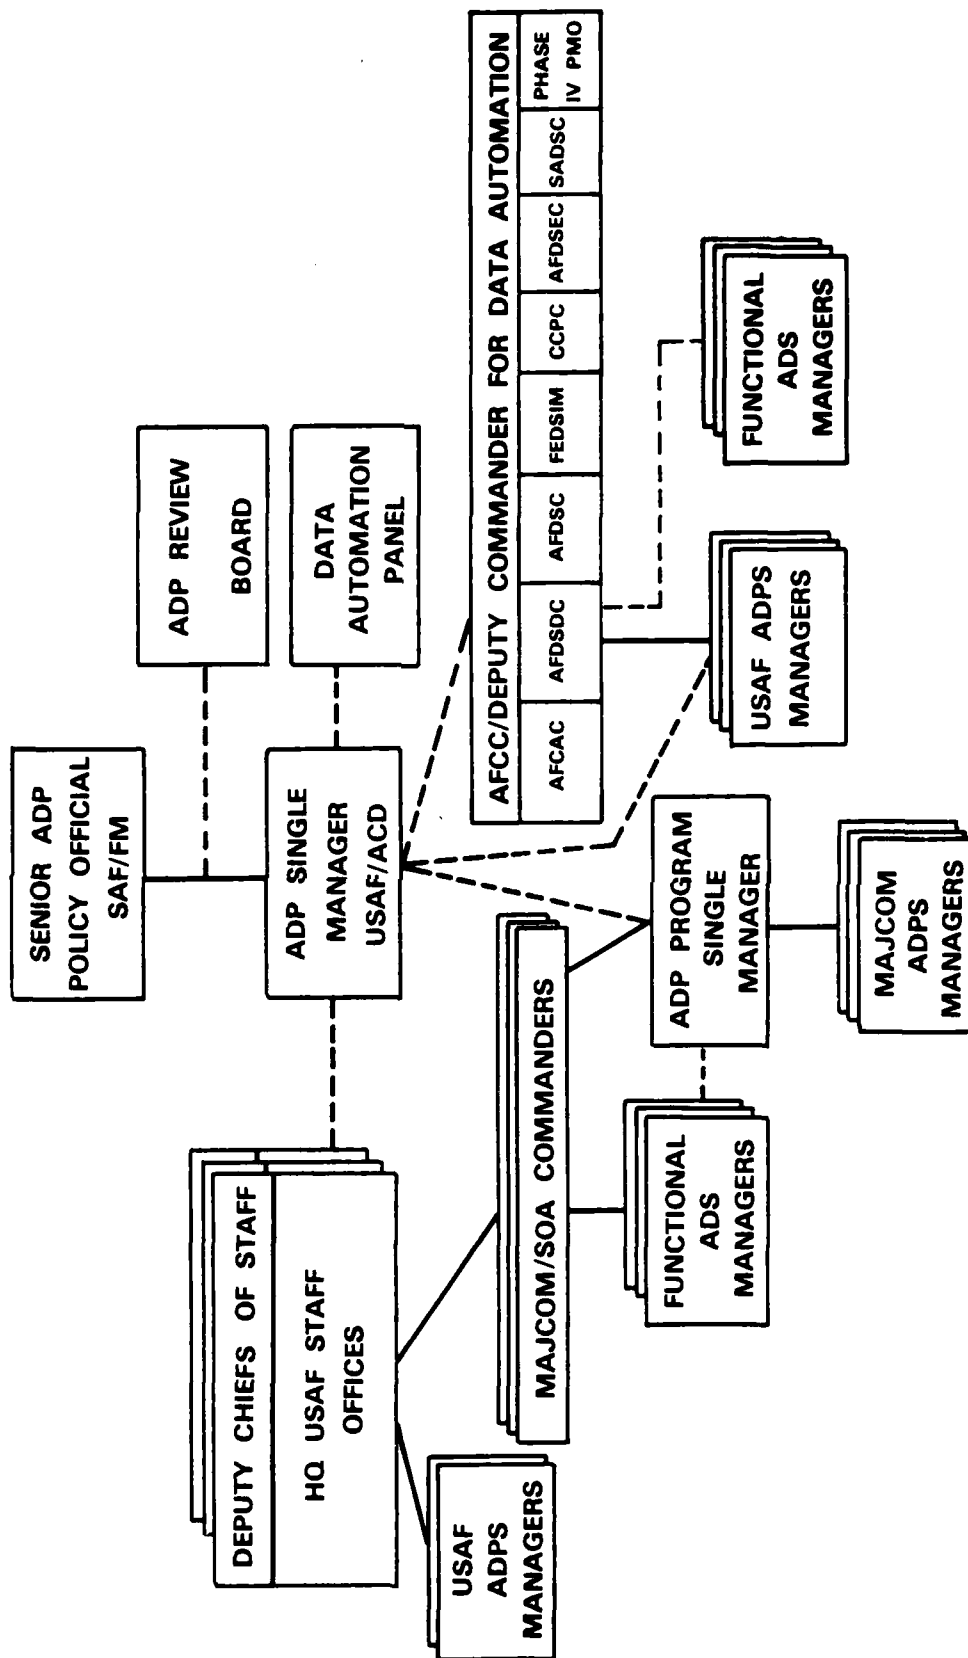 SENIOR ADP
POLICY OFFICIAL
SAF/FM
ADP REVIEW
BOARD
ADP SINGLE
MANAGER
USAF/ACD
DATA
AUTOMATION
PANEL
DEPUTY CHIEFS OF STAFF
HQ USAF STAFF
OFFICES
USAF
ADPS
MANAGERS
MAJCOM/SOA COMMANDERS
AFCC/DEPUTY COMMANDER FOR DATA AUTOMATION
AFCAC
AFDSDC
AFDSC
FEDSIM
CCPC
AFDSEC
SADSC
PHASE
IV PMO
FUNCTIONAL
ADS
MANAGERS
ADP PROGRAM
SINGLE
MANAGER
USAF ADPS
MANAGERS
FUNCTIONAL
ADS
MANAGERS
MAJCOM
ADPS
MANAGERS